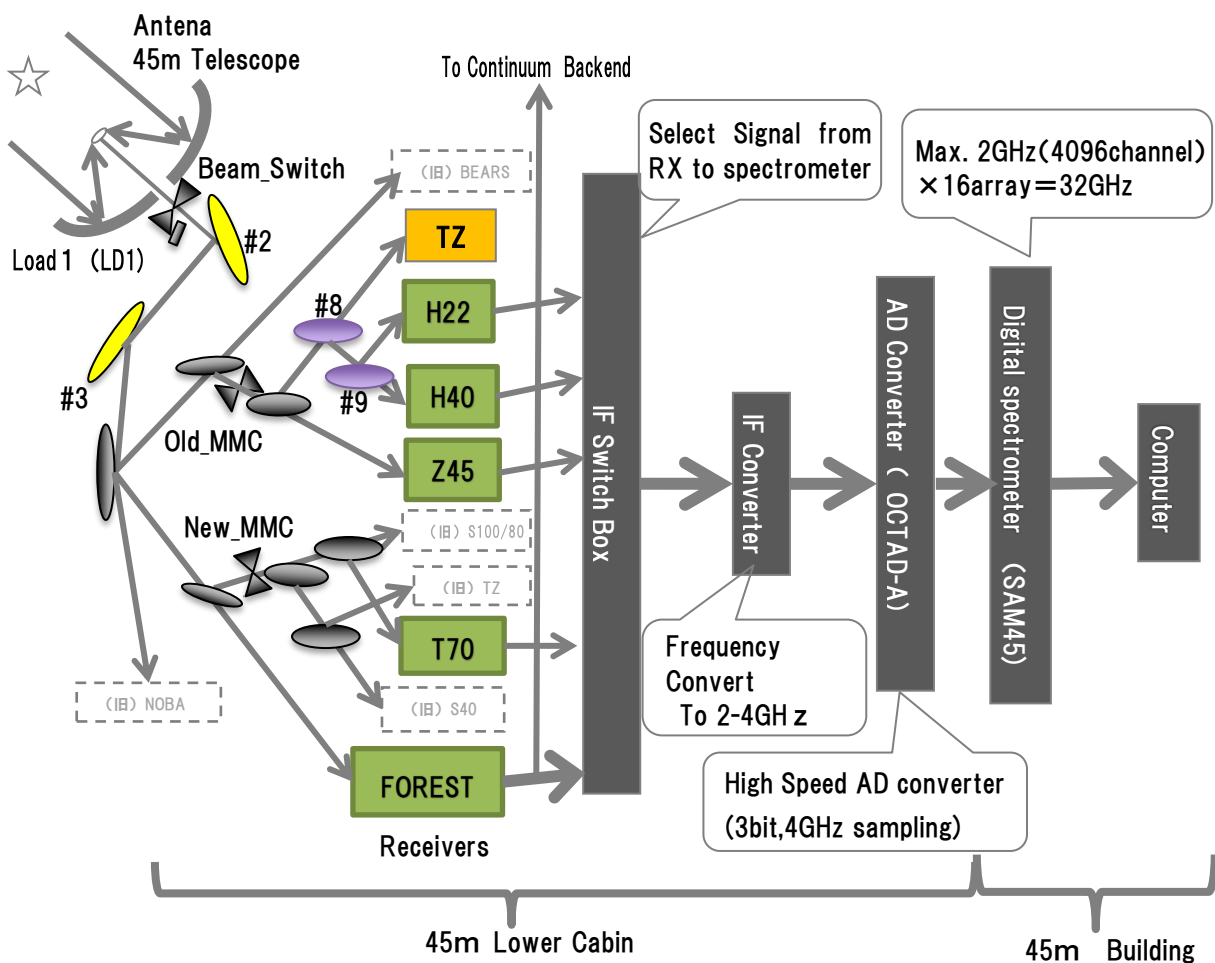 Antena
45m Telescope
To Continuum Backend
Select Signal from
RX to spectrometer
Max. 2GHz(4096channel)
×16array=32GHz
Beam_Switch
(旧) BEARS
TZ
#2
Load1 (LD1)
#8
H22
#3
#9
H40
Old_MMC
Z45
New_MMC
(旧) S100/80
(旧) TZ
T70
(旧) NOBA
(旧) S40
FOREST
Receivers
IF Switch Box
IF Converter
AD Converter ( OCTAD-A)
Digital spectrometer (SAM45)
Computer
Frequency
Convert
To 2-4GHz
High Speed AD converter
(3bit,4GHz sampling)
45m Lower Cabin
45m Building